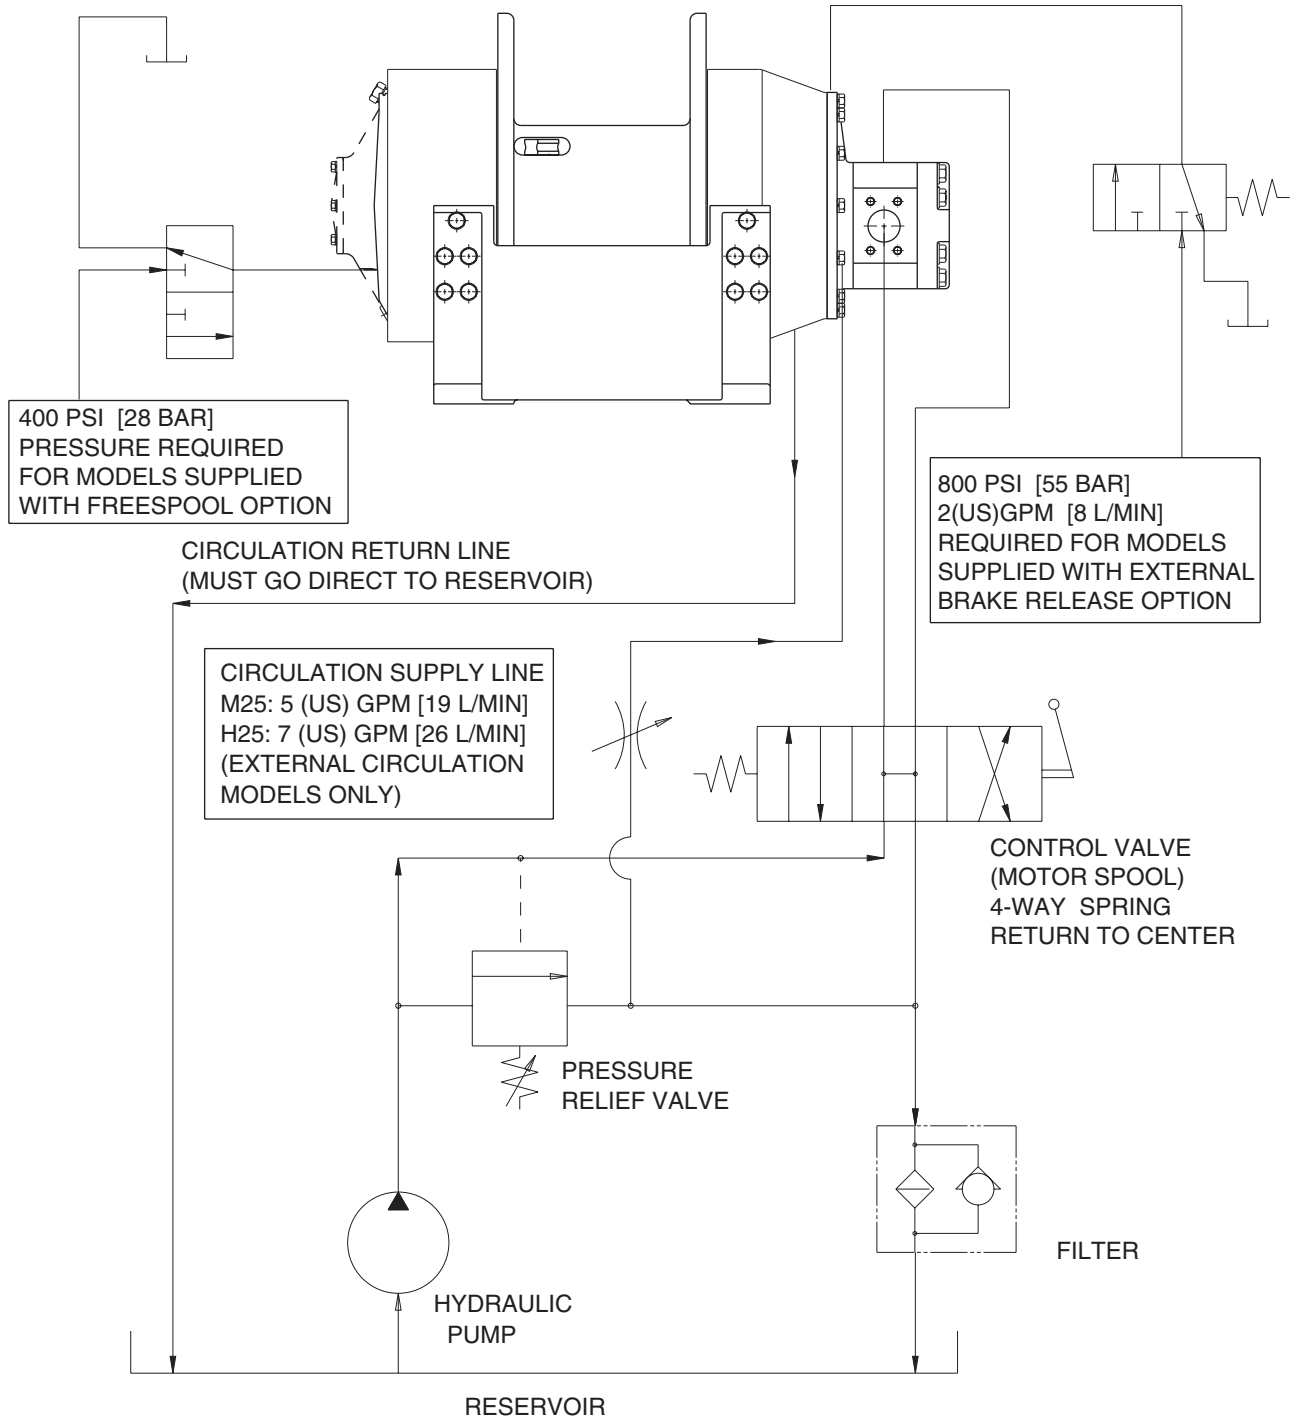 400 PSI [28 BAR]
PRESSURE REQUIRED
FOR MODELS SUPPLIED
WITH FREESPOOL OPTION
800 PSI [55 BAR]
2(US)GPM [8 L/MIN]
REQUIRED FOR MODELS
SUPPLIED WITH EXTERNAL
BRAKE RELEASE OPTION
CIRCULATION RETURN LINE
(MUST GO DIRECT TO RESERVOIR)
CIRCULATION SUPPLY LINE
M25: 5 (US) GPM [19 L/MIN]
H25: 7 (US) GPM [26 L/MIN]
(EXTERNAL CIRCULATION
MODELS ONLY)
CONTROL VALVE
(MOTOR SPOOL)
4-WAY SPRING
RETURN TO CENTER
PRESSURE
RELIEF VALVE
FILTER
HYDRAULIC
PUMP
RESERVOIR